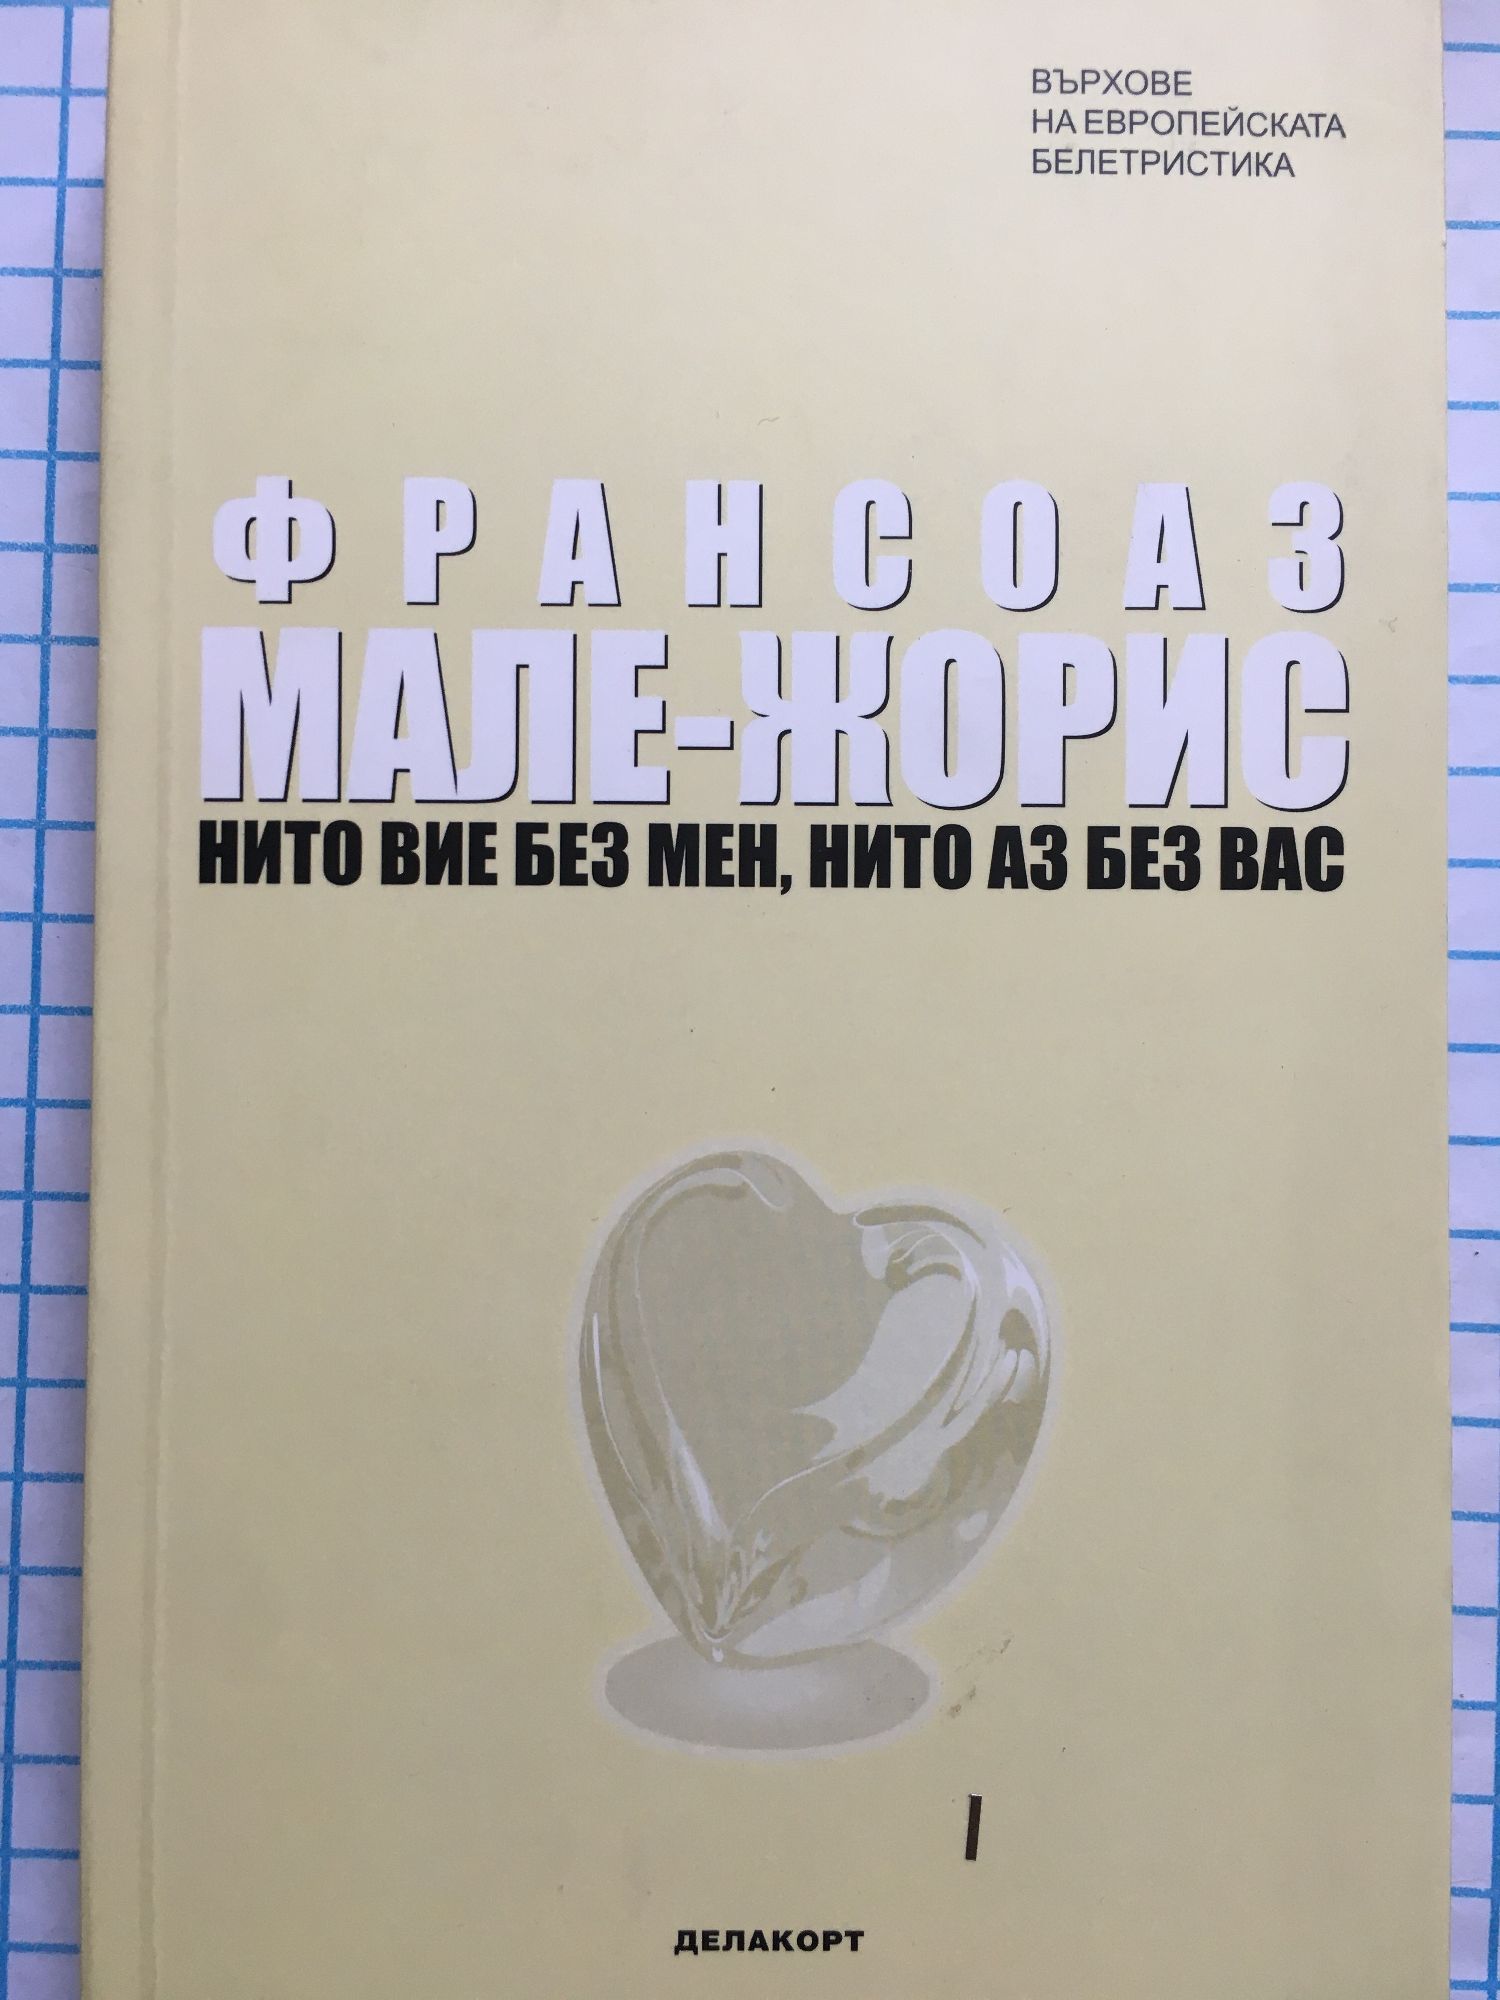 ВЪРХОВЕ
НА ЕВРОПЕЙСКАТА
БЕЛЕТРИСТИКА
ФРАНСОАЗ
МАЛЕ-ЖОРИС
НИТО ВИЕ БЕЗ МЕН, НИТО АЗ БЕЗ ВАС
ДЕЛАКОРТ